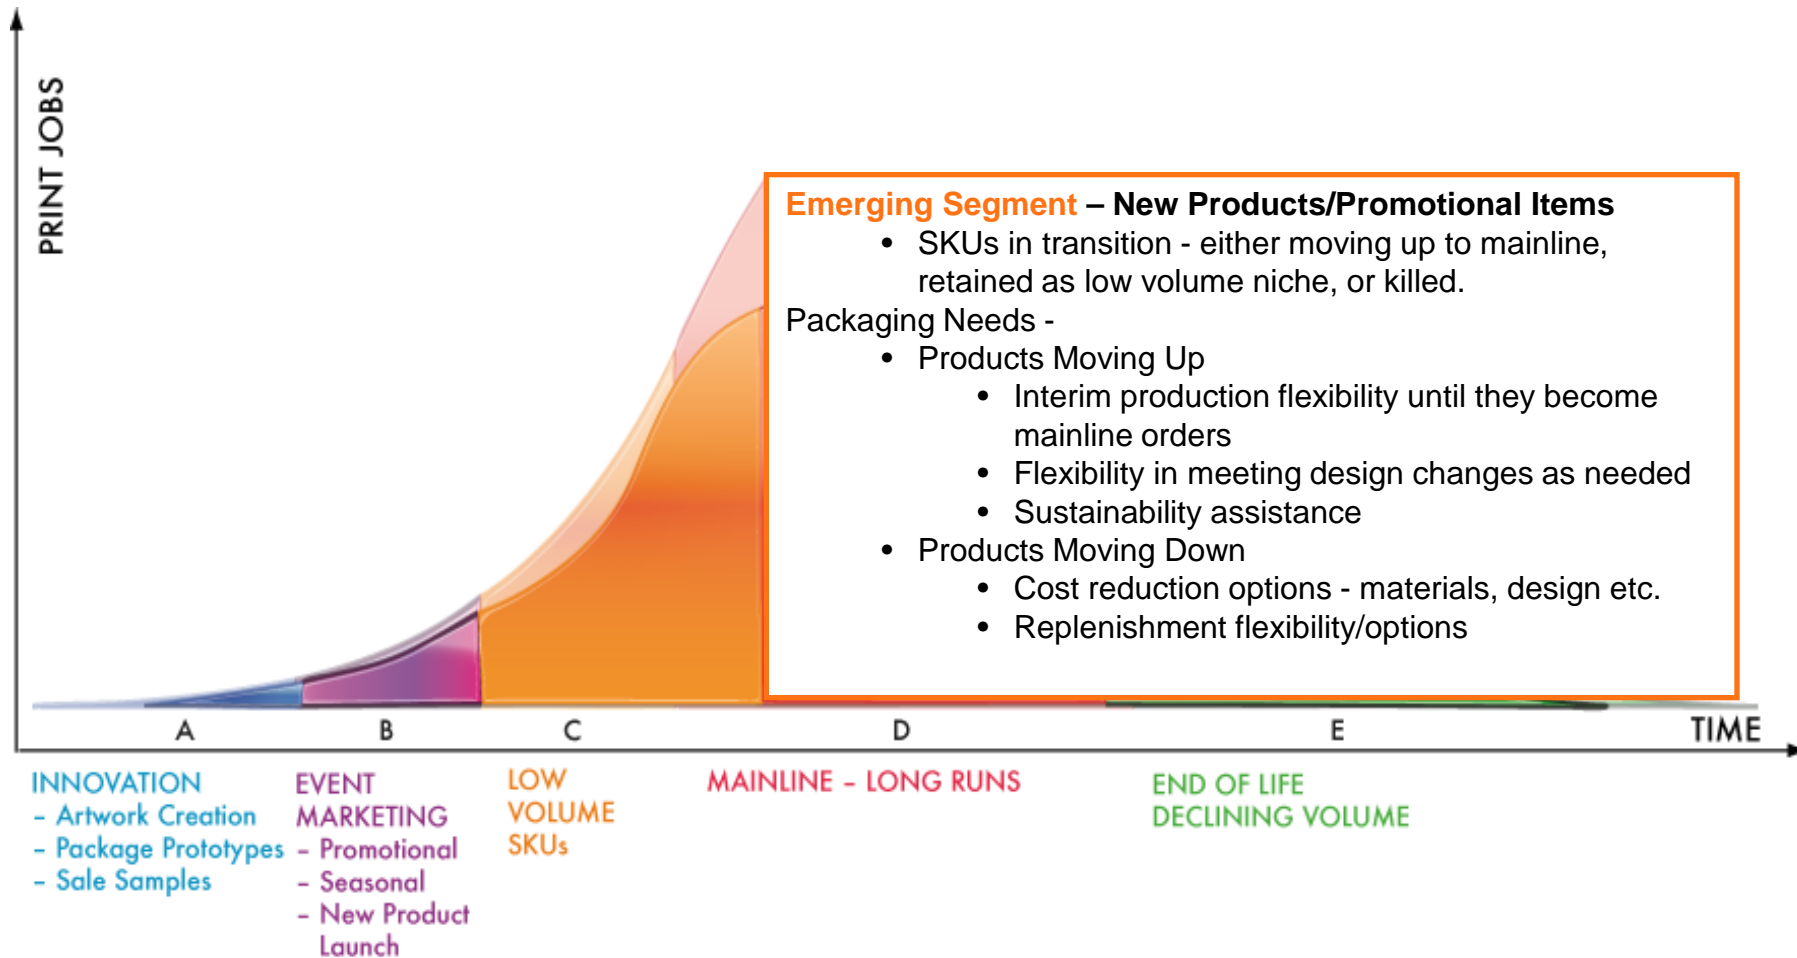 PRINT JOBS
Emerging Segment – New Products/Promotional Items
• SKUs in transition - either moving up to mainline,
retained as low volume niche, or killed.
Packaging Needs -
• Products Moving Up
• Interim production flexibility until they become
mainline orders
• Flexibility in meeting design changes as needed
• Sustainability assistance
• Products Moving Down
• Cost reduction options - materials, design etc.
• Replenishment flexibility/options
A
B
C
D
E
TIME
INNOVATION
– Artwork Creation
– Package Prototypes
– Sale Samples
EVENT
MARKETING
– Promotional
– Seasonal
– New Product
Launch
LOW
VOLUME
SKUs
MAINLINE – LONG RUNS
END OF LIFE
DECLINING VOLUME